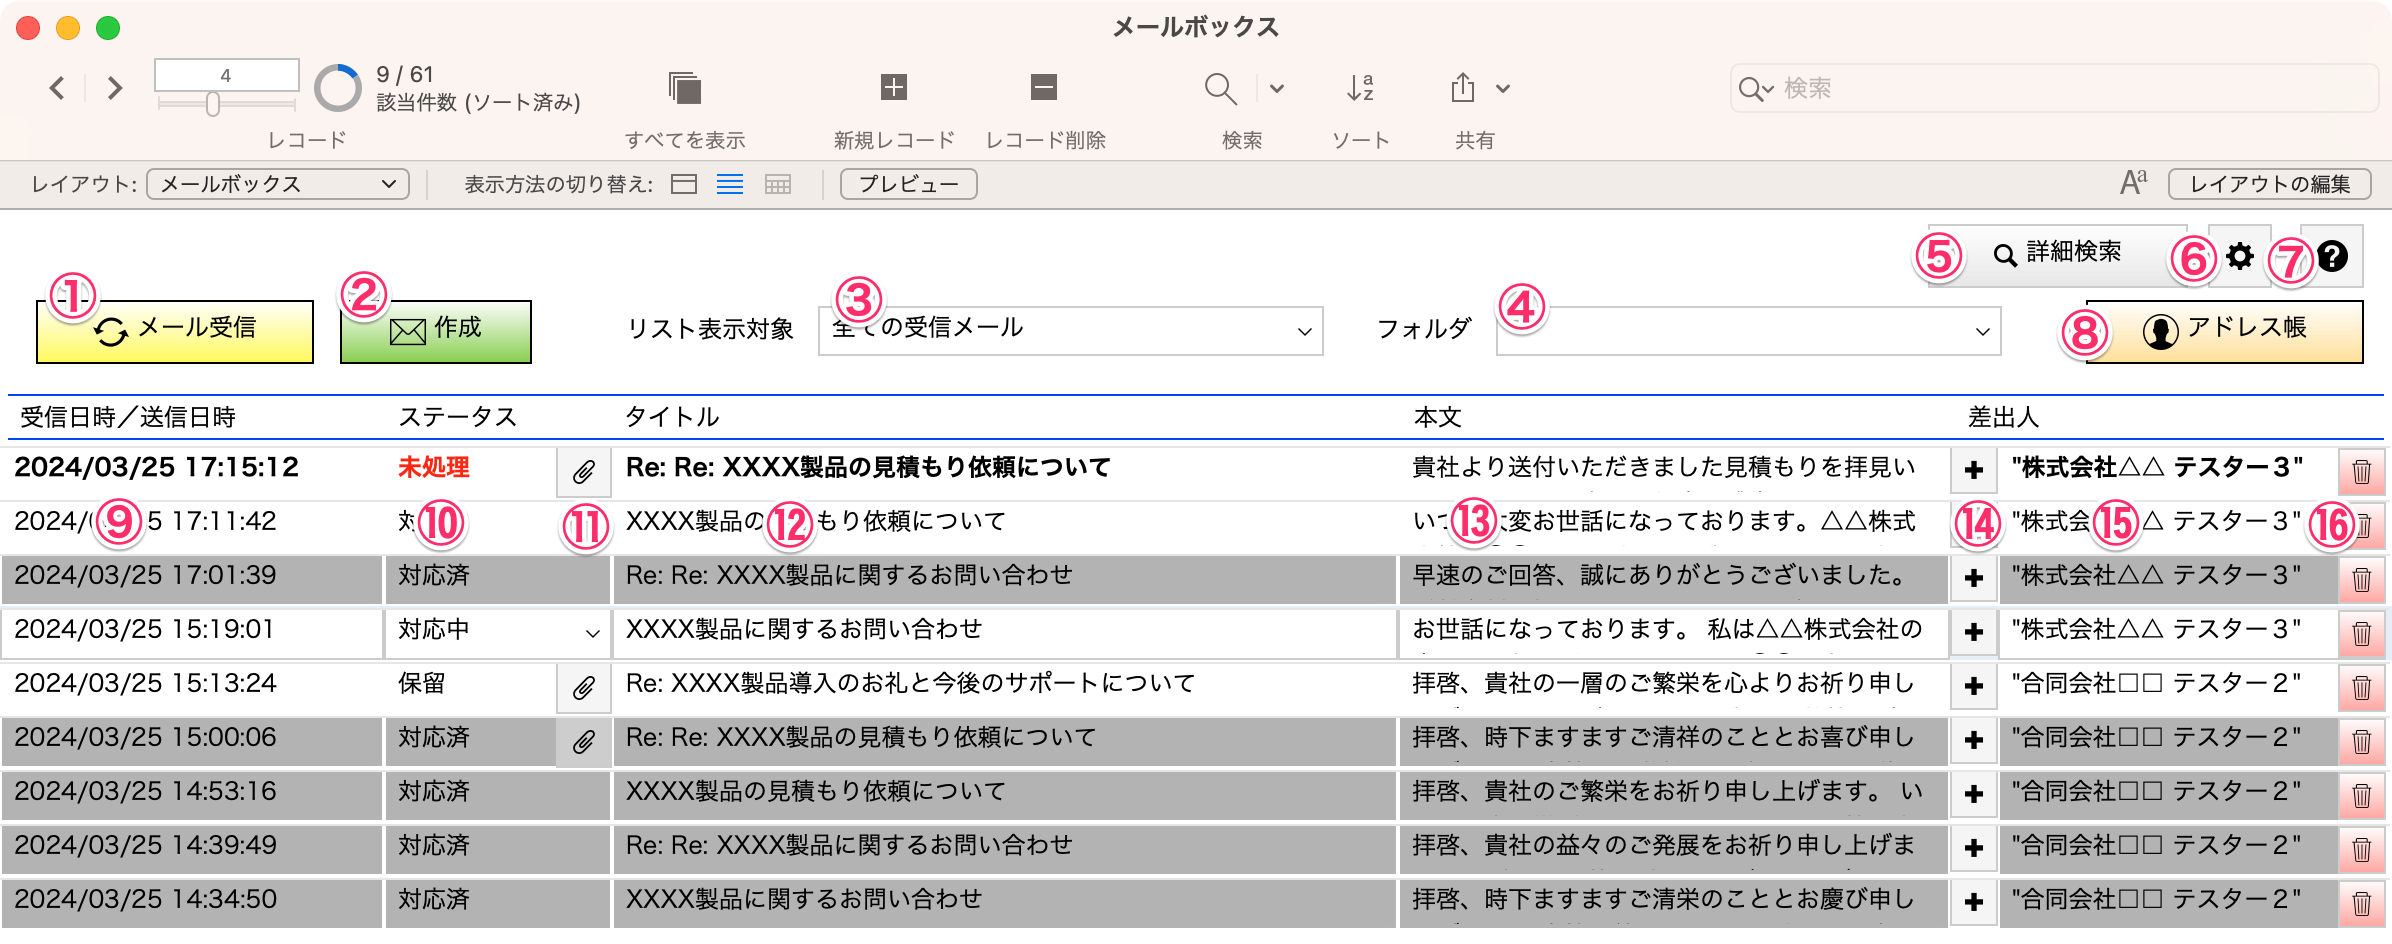 メールボックス
4
9 / 61
該当件数 (ソート済み)
レコード
すべてを表示
新規レコード
レコード削除
検索
ソート
共有
検索
レイアウト: メールボックス
表示方法の切り替え:
プレビュー
Aa
レイアウトの編集
⑤ 詳細検索 ⑥ ⑦
① メール受信
② 作成
リスト表示対象 ③ 全ての受信メール
フォルダ ④
⑧ アドレス帳
受信日時／送信日時 ステータス タイトル 本文 差出人
2024/03/25 17:15:12 未処理 Re: Re: XXXX製品の見積もり依頼について 貴社より送付いただきました見積もりを拝見い "株式会社△△ テスター３"
2024/ ⑨ 5 17:11:42 対 ⑩ ⑪ XXXX製品の ⑫ もり依頼について いつ ⑬ 大変お世話になっております。△△株式 ⑭ "株式会 ⑮ △ テスター３" ⑯
2024/03/25 17:01:39 対応済 Re: Re: XXXX製品に関するお問い合わせ 早速のご回答、誠にありがとうございました。 "株式会社△△ テスター３"
2024/03/25 15:19:01 対応中 XXXX製品に関するお問い合わせ お世話になっております。 私は△△株式会社の "株式会社△△ テスター３"
2024/03/25 15:13:24 保留 Re: XXXX製品導入のお礼と今後のサポートについて 拝啓、貴社の一層のご繁栄を心よりお祈り申し "合同会社□□ テスター２"
2024/03/25 15:00:06 対応済 Re: Re: XXXX製品の見積もり依頼について 拝啓、時下ますますご清祥のこととお喜び申し "合同会社□□ テスター２"
2024/03/25 14:53:16 対応済 XXXX製品の見積もり依頼について 拝啓、貴社のご繁栄をお祈り申し上げます。 い "合同会社□□ テスター２"
2024/03/25 14:39:49 対応済 Re: Re: XXXX製品に関するお問い合わせ 拝啓、貴社の益々のご発展をお祈り申し上げま "合同会社□□ テスター２"
2024/03/25 14:34:50 対応済 XXXX製品に関するお問い合わせ 拝啓、時下ますますご清栄のこととお慶び申し "合同会社□□ テスター２"